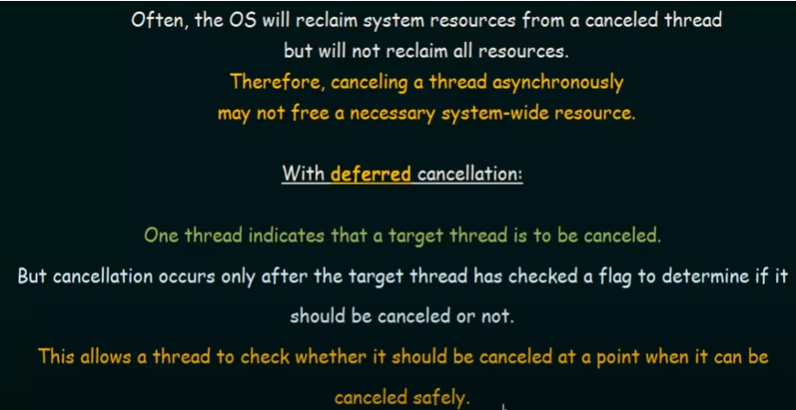 Often, the OS will reclaim system resources from a canceled thread
but will not reclaim all resources.
Therefore, canceling a thread asynchronously
may not free a necessary system-wide resource.
With deferred cancellation:
One thread indicates that a target thread is to be canceled.
But cancellation occurs only after the target thread has checked a flag to determine if it
should be canceled or not.
This allows a thread to check whether it should be canceled at a point when it can be
canceled safely.